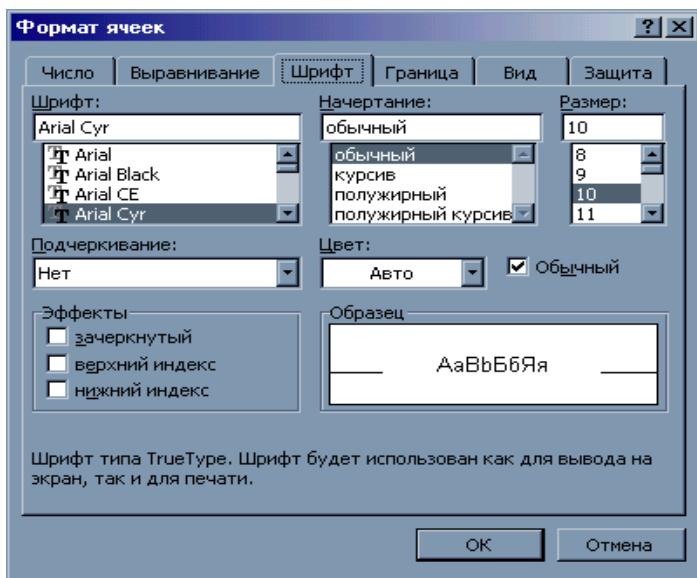 Формат ячеек
Число Выравнивание Шрифт Граница Вид Защита
Шрифт: Начертание: Размер:
Arial Cyr обычный 10
Arial обычный 8
Arial Black курсив 9
Arial CE полужирный 10
Arial Cyr полужирный курсив 11
Подчеркивание: Цвет:
Нет Авто Обычный
Эффекты Образец
зачеркнутый
верхний индекс АаВbБбЯя
нижний индекс
Шрифт типа TrueType. Шрифт будет использован как для вывода на
экран, так и для печати.
ОК Отмена